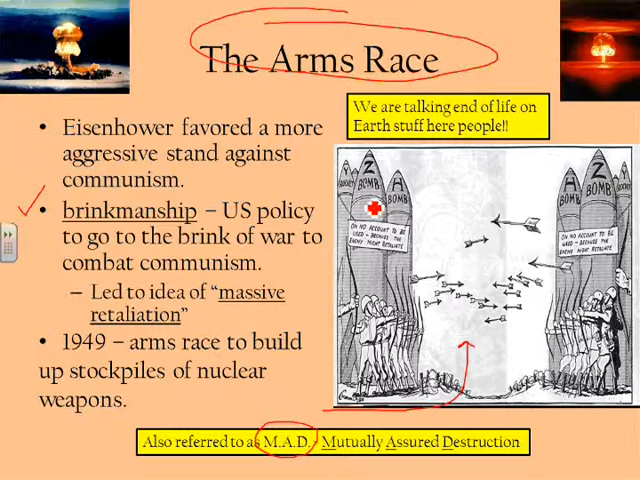 The Arms Race
We are talking end of life on
Earth stuff here people!!
• Eisenhower favored a more
aggressive stand against
communism.
• brinkmanship – US policy
to go to the brink of war to
combat communism.
– Led to idea of “massive
retaliation”
• 1949 – arms race to build
up stockpiles of nuclear
weapons.
Z
BOMB
H
BOMB
ON NO ACCOUNT TO BE
USED – BECAUSE THE
ENEMY MIGHT RETALIATE
H
BOMB
Z
BOMB
ON NO ACCOUNT TO BE
USED – BECAUSE THE
ENEMY MIGHT RETALIATE
Also referred to as M.A.D. – Mutually Assured Destruction